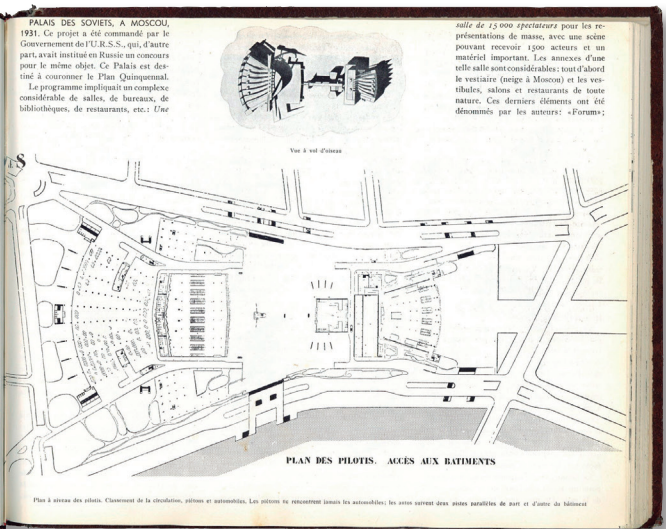 PALAIS DES SOVIETS, A MOSCOU,
1931. Ce projet a été commandé par le
Gouvernement de l'U.R.S.S., qui, d'autre
part, avait institué en Russie un concours
pour le même objet. Ce Palais est des-
tiné à couronner le Plan Quinquennal.
Le programme impliquait un complexe
considérable de salles, de bureaux, de
bibliothèques, de restaurants, etc.: Une
salle de 15 000 spectateurs pour les re-
présentations de masse, avec une scène
pouvant recevoir 1500 acteurs et un
matériel important. Les annexes d'une
telle salle sont considérables: tout d'abord
le vestiaire (neige à Moscou) et les ves-
tibules, salons et restaurants de toute
nature. Ces derniers éléments ont été
dénommés par les auteurs: «Forum»;
Vue à vol d'oiseau
S
PLAN DES PILOTIS. ACCÈS AUX BATIMENTS
Plan à niveau des pilotis. Classement de la circulation, piétons et automobiles. Les piétons ne rencontrent jamais les automobiles; les autos suivent deux pistes parallèles de part et d'autre du bâtiment